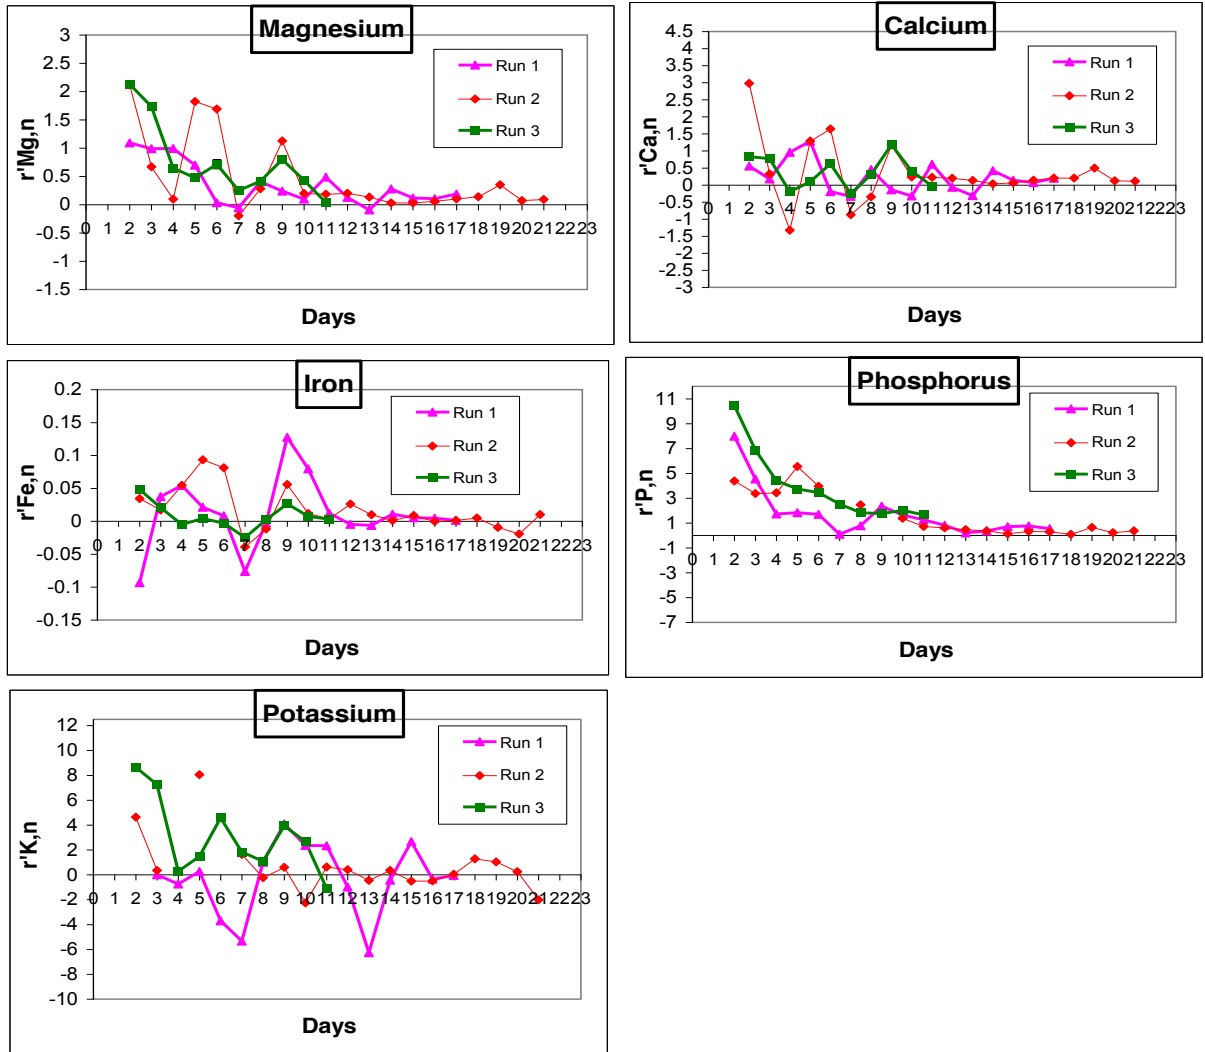 Magnesium
3
2.5
2
1.5
1
0.5
0
-0.5
-1
-1.5
r'Mg,n
0 1 2 3 4 5 6 7 8 9 10 11 12 13 14 15 16 17 18 19 20 21 22 23
Days
Run 1
Run 2
Run 3
Calcium
4.5
4
3.5
3
2.5
2
1.5
1
0.5
0
-0.5
-1
-1.5
-2
-2.5
-3
r'Ca,n
0 1 2 3 4 5 6 7 8 9 10 11 12 13 14 15 16 17 18 19 20 21 22 23
Days
Run 1
Run 2
Run 3
Iron
0.2
0.15
0.1
0.05
0
-0.05
-0.1
-0.15
r'Fe,n
0 1 2 3 4 5 6 7 8 9 10 11 12 13 14 15 16 17 18 19 20 21 22 23
Days
Run 1
Run 2
Run 3
Phosphorus
11
9
7
5
3
1
-1
-3
-5
-7
r'P,n
0 1 2 3 4 5 6 7 8 9 10 11 12 13 14 15 16 17 18 19 20 21 22 23
Days
Run 1
Run 2
Run 3
Potassium
12
10
8
6
4
2
0
-2
-4
-6
-8
-10
r'K,n
0 1 2 3 4 5 6 7 8 9 10 11 12 13 14 15 16 17 18 19 20 21 22 23
Days
Run 1
Run 2
Run 3